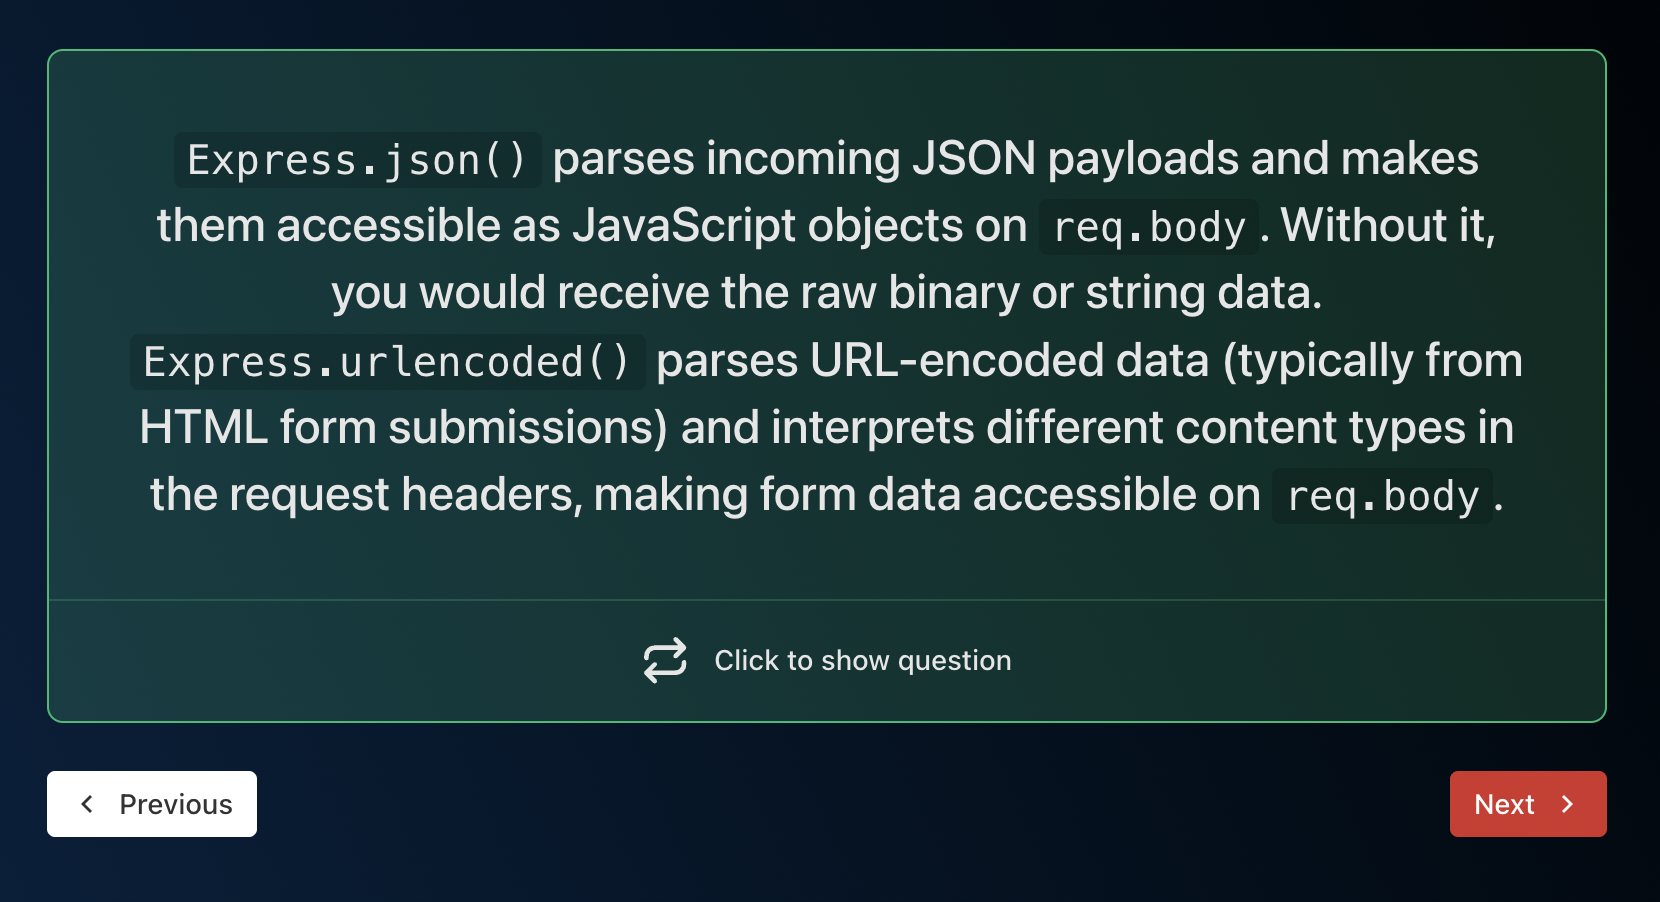 Express.json() parses incoming JSON payloads and makes
them accessible as JavaScript objects on req.body. Without it,
you would receive the raw binary or string data.
Express.urlencoded() parses URL-encoded data (typically from
HTML form submissions) and interprets different content types in
the request headers, making form data accessible on req.body.
Click to show question
Previous
Next